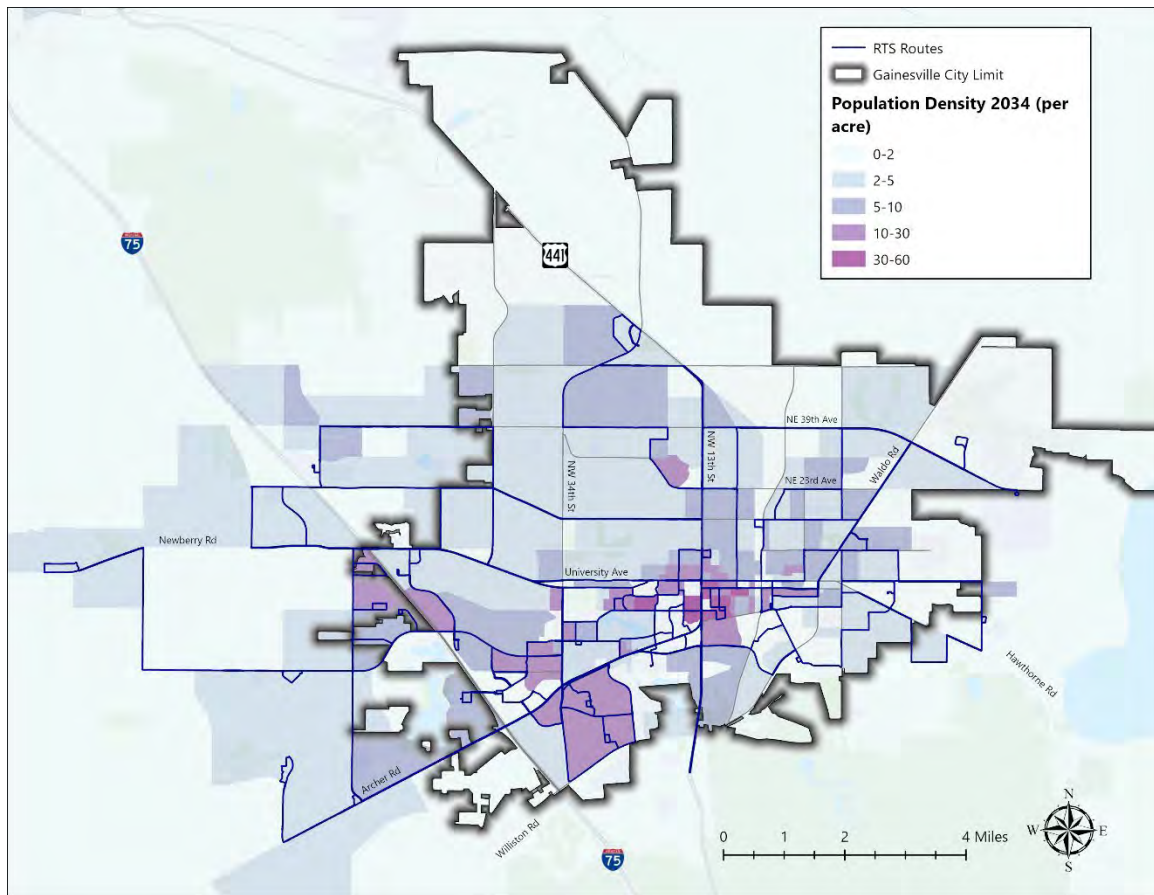 RTS Routes
Gainesville City Limit
Population Density 2034 (per
acre)
0-2
2-5
5-10
10-30
30-60
75
441
NE 39th Ave
NW 13th St
Waldo Rd
NW 34th St
NE 23rd Ave
Newberry Rd
University Ave
Hawthorne Rd
Archer Rd
Williston Rd
75
0 1 2 4 Miles
N
W E
S